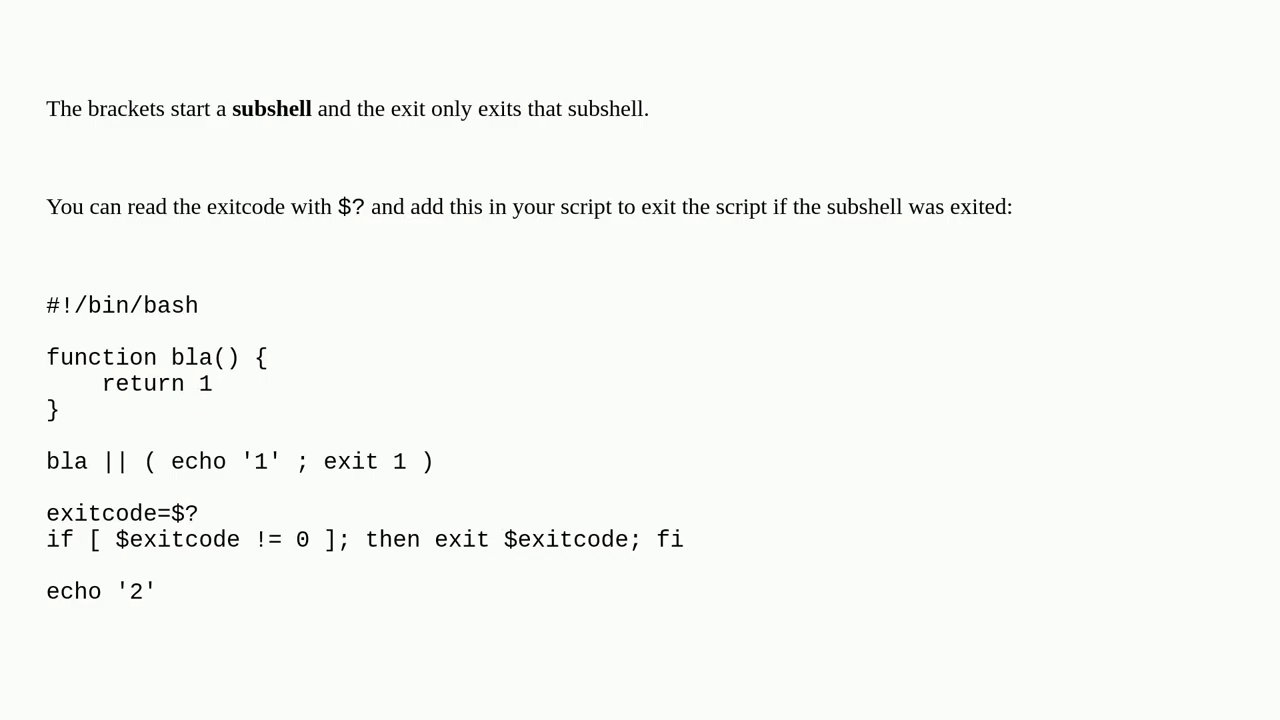 The brackets start a subshell and the exit only exits that subshell.
You can read the exitcode with $? and add this in your script to exit the script if the subshell was exited:
#!/bin/bash
function bla() {
    return 1
}
bla || ( echo '1' ; exit 1 )
exitcode=$?
if [ $exitcode != 0 ]; then exit $exitcode; fi
echo '2'